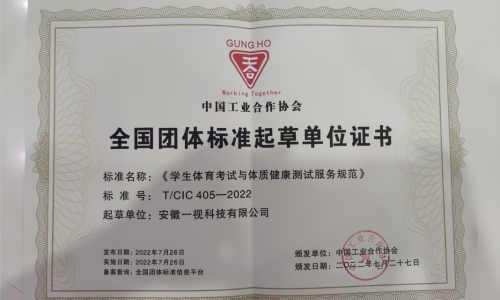 GUNG HO
Working Together
中国工业合作协会
全国团体标准起草单位证书
标准名称：《学生体育考试与体质健康测试服务规范》
标 准 号： T/CIC 405—2022
起草单位：安徽一视科技有限公司
发布日期：2022年7月26日
实施日期：2022年7月26日
备案查询：全国团体标准信息平台
颁发单位：中国工业合作协会
颁发日期：二〇二二年七月二十七日